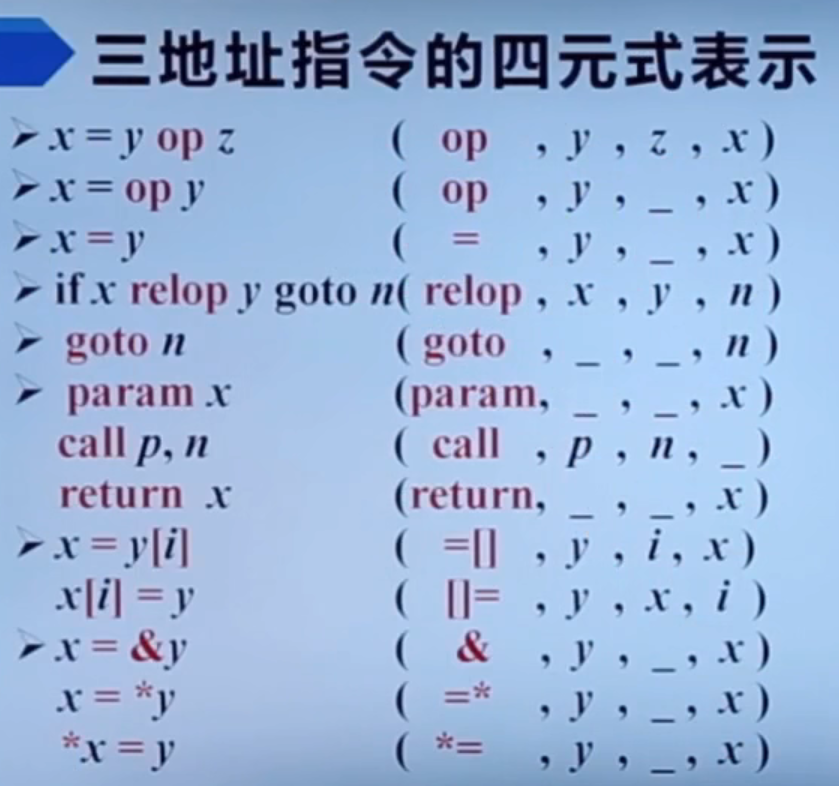 三地址指令的四元式表示
➢ x = y op z ( op , y , z , x )
➢ x = op y ( op , y , _ , x )
➢ x = y ( = , y , _ , x )
➢ if x relop y goto n ( relop , x , y , n )
➢ goto n ( goto , _ , _ , n )
➢ param x (param, _ , _ , x )
call p, n ( call , p , n , _ )
return x (return, _ , _ , x )
➢ x = y[i] ( =[] , y , i , x )
x[i] = y ( []= , y , x , i )
➢ x = &y ( & , y , _ , x )
x = *y ( =* , y , _ , x )
*x = y ( *= , y , _ , x )